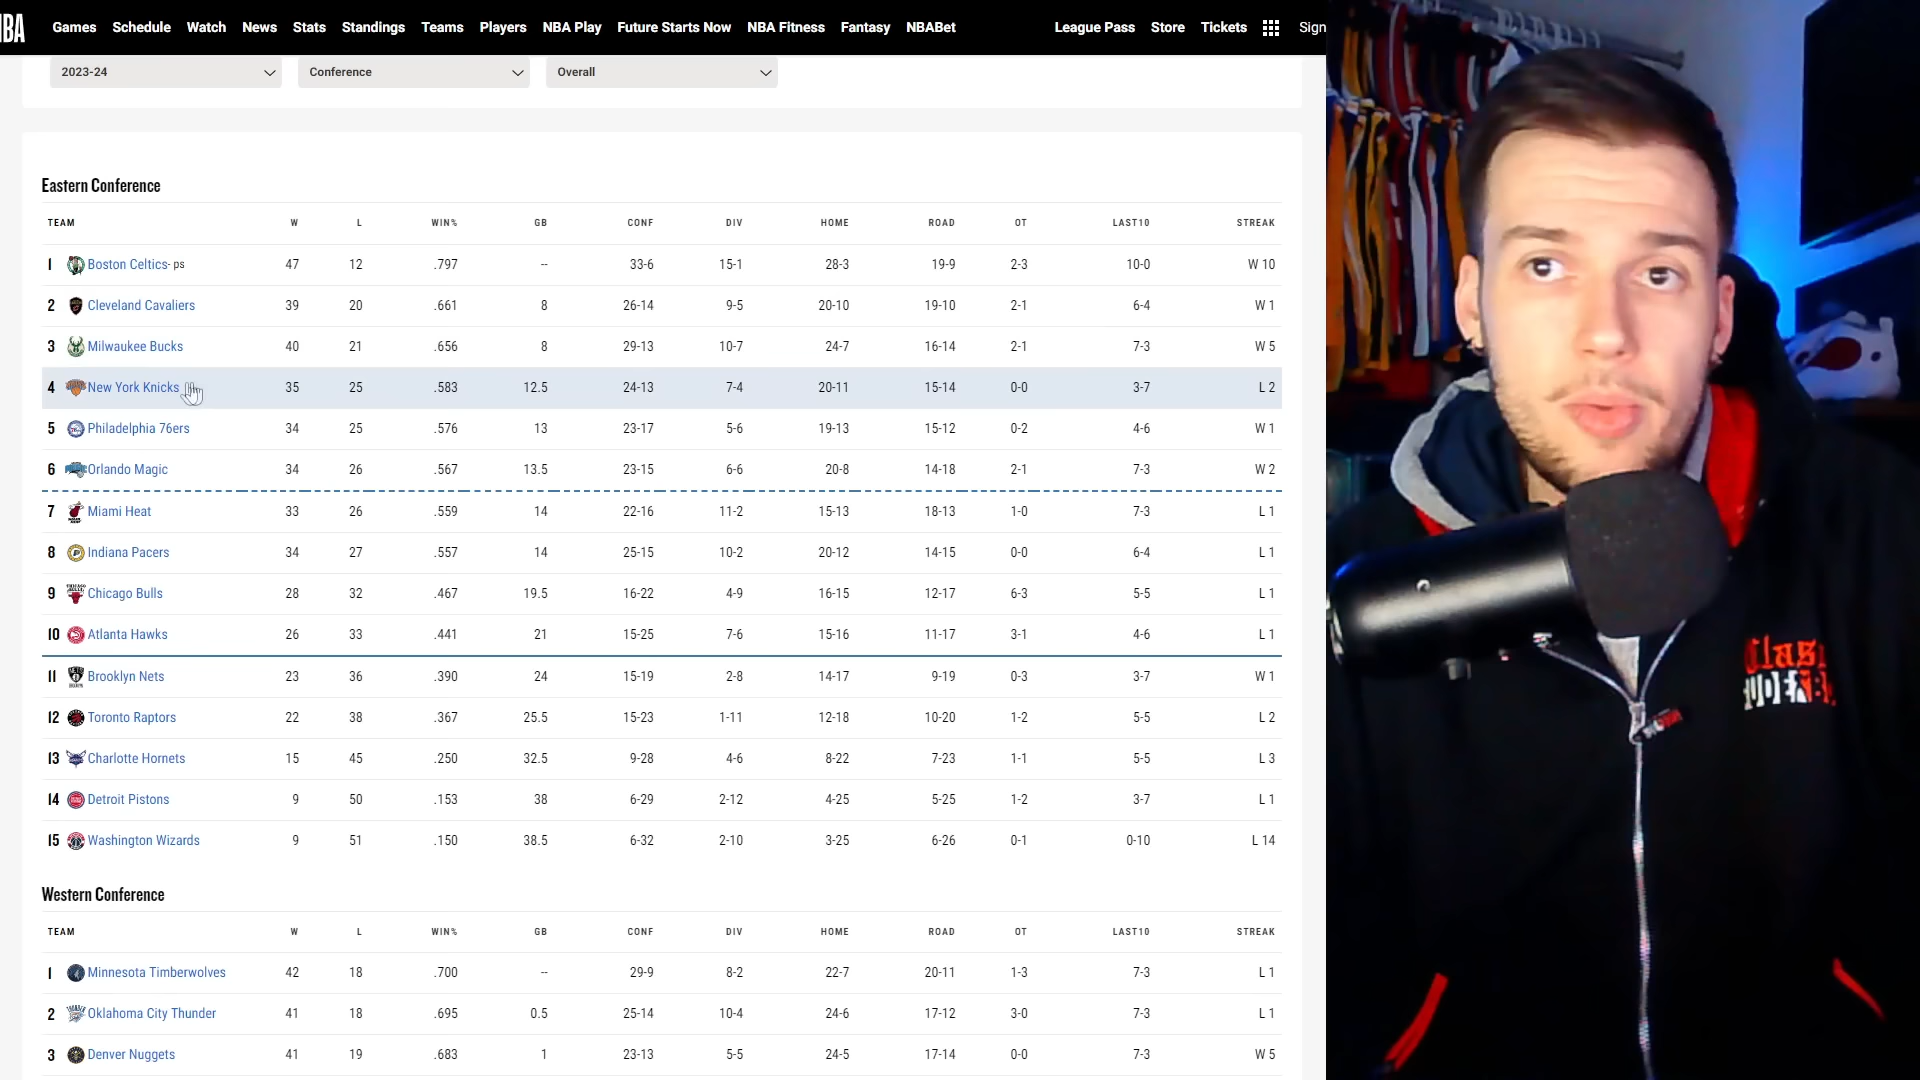 NBA Games Schedule Watch News Stats Standings Teams Players NBA Play Future Starts Now NBA Fitness Fantasy NBABet League Pass Store Tickets Sign
2023-24 Conference Overall
Eastern Conference
TEAM W L WIN% GB CONF DIV HOME ROAD OT LAST10 STREAK
1 Boston Celtics - ps 47 12 .797 -- 33-6 15-1 28-3 19-9 2-3 10-0 W 10
2 Cleveland Cavaliers 39 20 .661 8 26-14 9-5 20-10 19-10 2-1 6-4 W 1
3 Milwaukee Bucks 40 21 .656 8 29-13 10-7 24-7 16-14 2-1 7-3 W 5
4 New York Knicks 35 25 .583 12.5 24-13 7-4 20-11 15-14 0-0 3-7 L 2
5 Philadelphia 76ers 34 25 .576 13 23-17 5-6 19-13 15-12 0-2 4-6 W 1
6 Orlando Magic 34 26 .567 13.5 23-15 6-6 20-8 14-18 2-1 7-3 W 2
7 Miami Heat 33 26 .559 14 22-16 11-2 15-13 18-13 1-0 7-3 L 1
8 Indiana Pacers 34 27 .557 14 25-15 10-2 20-12 14-15 0-0 6-4 L 1
9 Chicago Bulls 28 32 .467 19.5 16-22 4-9 16-15 12-17 6-3 5-5 L 1
10 Atlanta Hawks 26 33 .441 21 15-25 7-6 15-16 11-17 3-1 4-6 L 1
11 Brooklyn Nets 23 36 .390 24 15-19 2-8 14-17 9-19 0-3 3-7 W 1
12 Toronto Raptors 22 38 .367 25.5 15-23 1-11 12-18 10-20 1-2 5-5 L 2
13 Charlotte Hornets 15 45 .250 32.5 9-28 4-6 8-22 7-23 1-1 5-5 L 3
14 Detroit Pistons 9 50 .153 38 6-29 2-12 4-25 5-25 1-2 3-7 L 1
15 Washington Wizards 9 51 .150 38.5 6-32 2-10 3-25 6-26 0-1 0-10 L 14
Western Conference
TEAM W L WIN% GB CONF DIV HOME ROAD OT LAST10 STREAK
1 Minnesota Timberwolves 42 18 .700 -- 29-9 8-2 22-7 20-11 1-3 7-3 L 1
2 Oklahoma City Thunder 41 18 .695 0.5 25-14 10-4 24-6 17-12 3-0 7-3 L 1
3 Denver Nuggets 41 19 .683 1 23-13 5-5 24-5 17-14 0-0 7-3 W 5